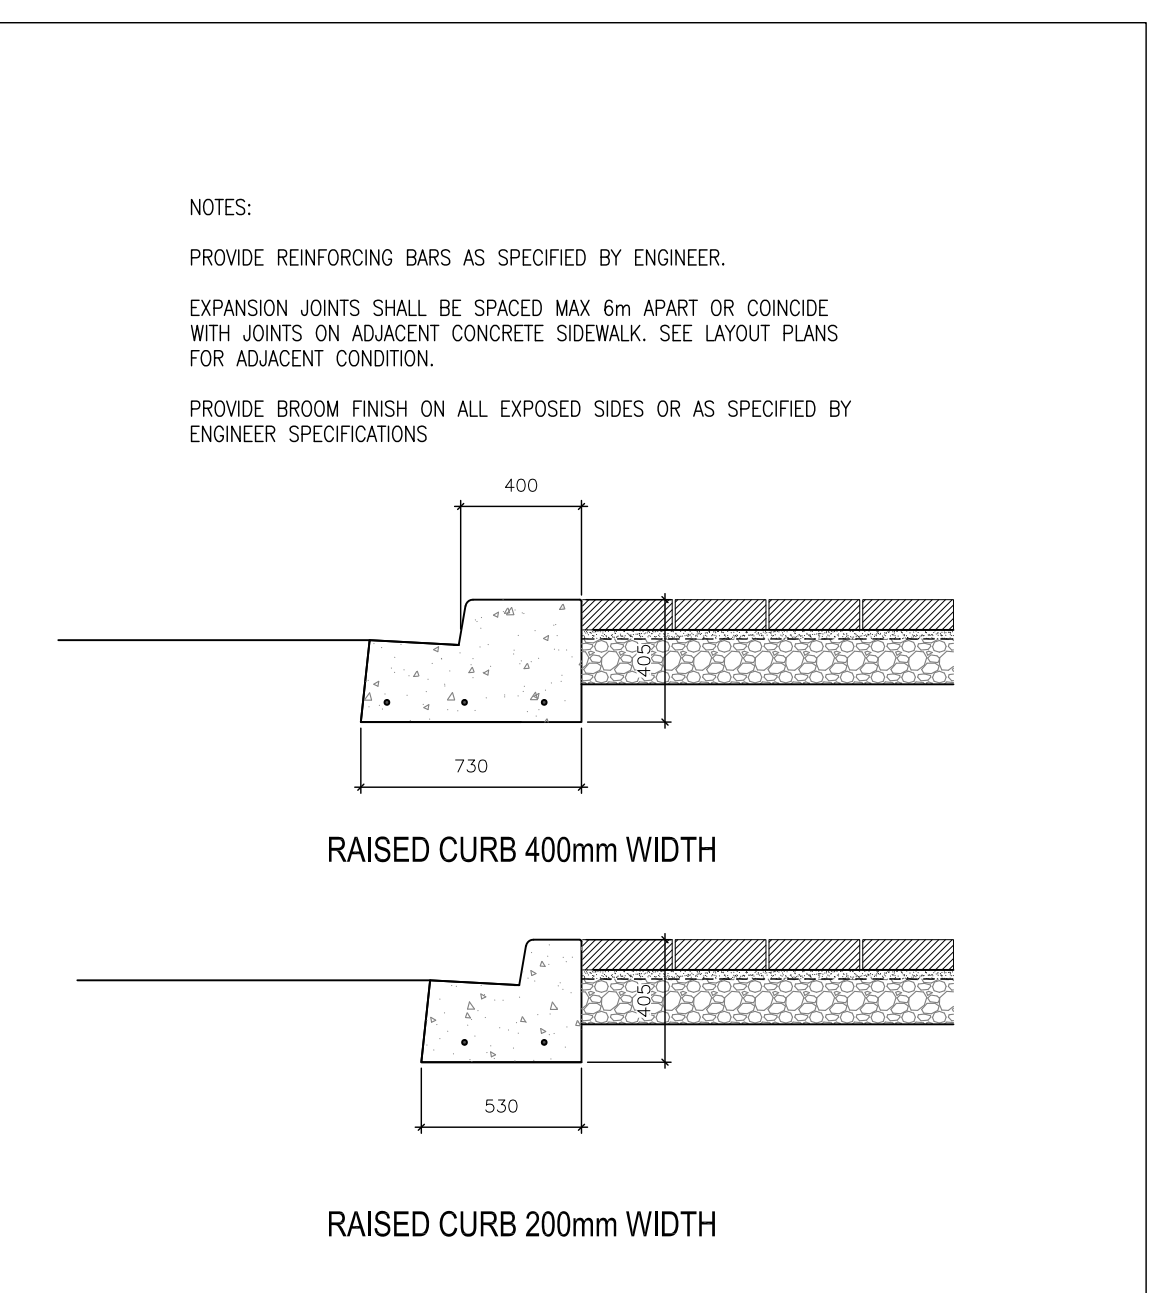 NOTES:
PROVIDE REINFORCING BARS AS SPECIFIED BY ENGINEER.
EXPANSION JOINTS SHALL BE SPACED MAX 6m APART OR COINCIDE
WITH JOINTS ON ADJACENT CONCRETE SIDEWALK. SEE LAYOUT PLANS
FOR ADJACENT CONDITION.
PROVIDE BROOM FINISH ON ALL EXPOSED SIDES OR AS SPECIFIED BY
ENGINEER SPECIFICATIONS
400
405
730
RAISED CURB 400mm WIDTH
405
530
RAISED CURB 200mm WIDTH